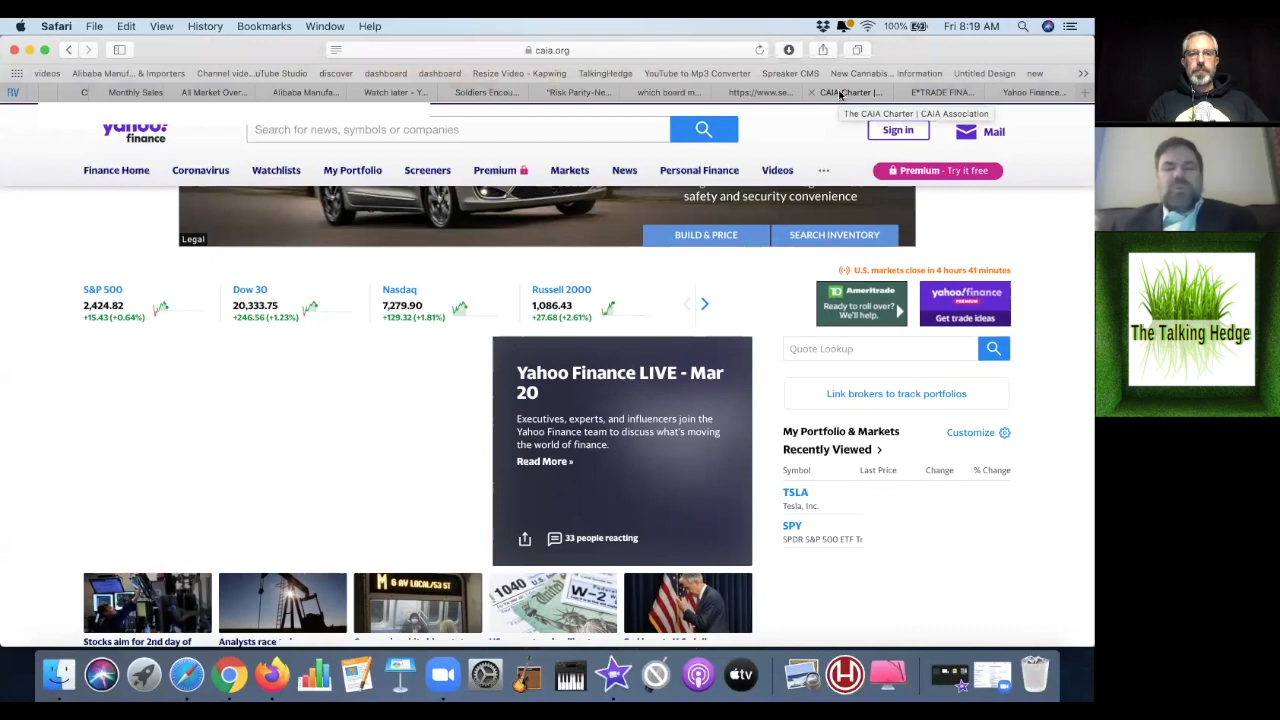 Safari File Edit View History Bookmarks Window Help 100% Fri 8:19 AM
caia.org
videos Alibaba Manuf... & Importers Channel vide...uTube Studio discover dashboard dashboard Resize Video - Kapwing TalkingHedge YouTube to Mp3 Converter Spreaker CMS New Cannabis... Information Untitled Design new
RV C Monthly SAAS All Market Over... Alibaba Manufa... Watch later - Y... Soldiers Encou... "Risk Parity-Ne... which board m... https://www.se... CAIA Charter |... E*TRADE FINA... Yahoo Finance...
The CAIA Charter | CAIA Association
yahoo!
finance
Search for news, symbols or companies
Sign in Mail
Finance Home Coronavirus Watchlists My Portfolio Screeners Premium Markets News Personal Finance Videos ... Premium - Try it free
safety and security convenience
Legal BUILD & PRICE SEARCH INVENTORY
U.S. markets close in 4 hours 41 minutes
S&P 500 Dow 30 Nasdaq Russell 2000
2,424.82 20,333.75 7,279.90 1,086.43
+15.43 (+0.64%) +246.56 (+1.23%) +129.32 (+1.81%) +27.68 (+2.61%)
TD Ameritrade
Ready to roll over?
We'll help.
yahoo!finance
PREMIUM
Get trade ideas
Quote Lookup
Yahoo Finance LIVE - Mar
20
Executives, experts, and influencers join the
Yahoo Finance team to discuss what's moving
the world of finance.
Read More »
33 people reacting
Link brokers to track portfolios
My Portfolio & Markets Customize
Recently Viewed >
Symbol Last Price Change % Change
TSLA
Tesla, Inc.
SPY
SPDR S&P 500 ETF Tr
M 6 AV LOCAL/53 ST
1040
W-2
Stocks aim for 2nd day of
Analysts race
tv
The Talking Hedge